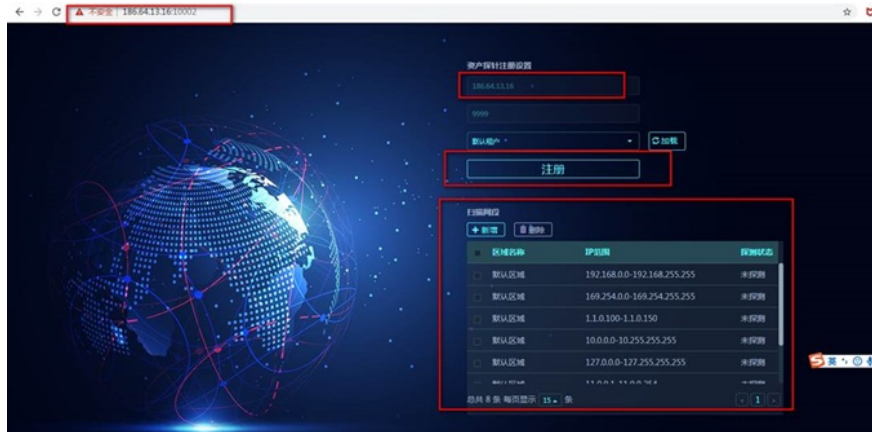 不安全 | 186.64.13.16:10002
资产探针注册设置
186.64.13.16
9999
默认租户
加载
注册
扫描网段
+ 新增 删除
区域名称 IP范围 探测状态
默认区域 192.168.0.0-192.168.255.255 未探测
默认区域 169.254.0.0-169.254.255.255 未探测
默认区域 1.1.0.100-1.1.0.150 未探测
默认区域 10.0.0.0-10.255.255.255 未探测
默认区域 127.0.0.0-127.255.255.255 未探测
英
总共 8 条 每页显示 15 条 1